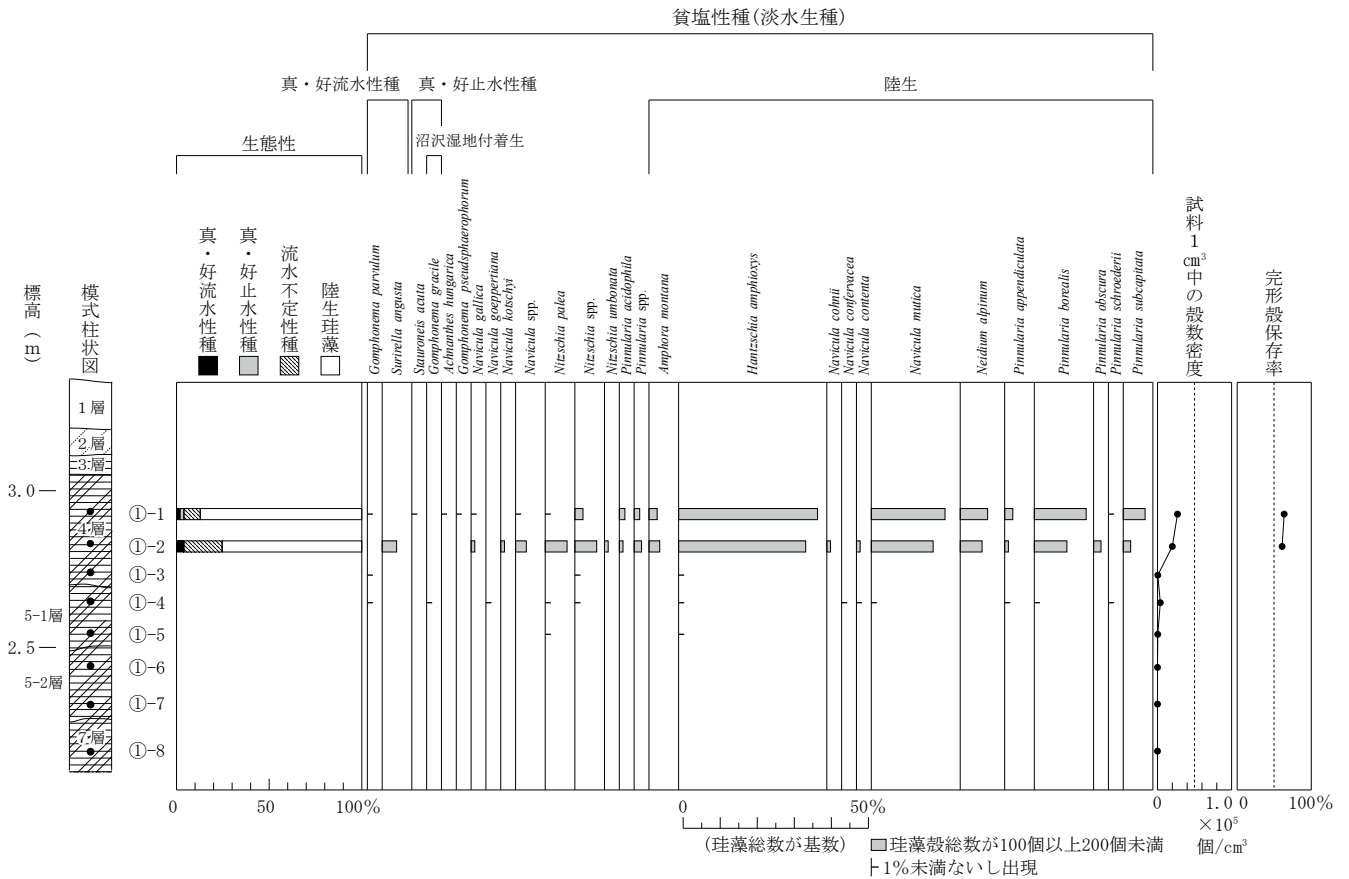 貧塩性種(淡水生種)
真・好流水性種
真・好止水性種
陸生
生態性
沼沢湿地付着生
標高(m)
模式柱状図
真・好流水性種
真・好止水性種
流水不定性種
陸生珪藻
Gomphonema parvudum
Surirella angusta
Stauroneis acuta
Gomphonema gracile
Achnanthes hungarica
Gomphonema pseudsphaerophorum
Navicula gallica
Navicula goeppertiana
Navicula kotschyi
Navicula spp.
Nitzshia palea
Nitzschia spp.
Nitzshia umbonata
Pinmularia acidophila
Pinmularia spp.
Amphora montana
Hantzschia amphioxys
Navicula cohnii
Navicula confervacea
Navicula contenta
Navicula mutica
Neidium alpinum
Pinmularia appendiculata
Pinmularia borealis
Pinmularia obscura
Pinmularia schroederii
Pinmularia subcapitata
試料1cm³中の殻数密度
完形殻保存率
1層
2層
3層
3.0
①-1
4層
①-2
①-3
①-4
5-1層
①-5
2.5
①-6
5-2層
①-7
7層
①-8
0 50 100%
0 50%
0 1.0
×10⁵
個/cm³
0 100%
(珪藻総数が基数)
珪藻殻総数が100個以上200個未満
1%未満ないし出現